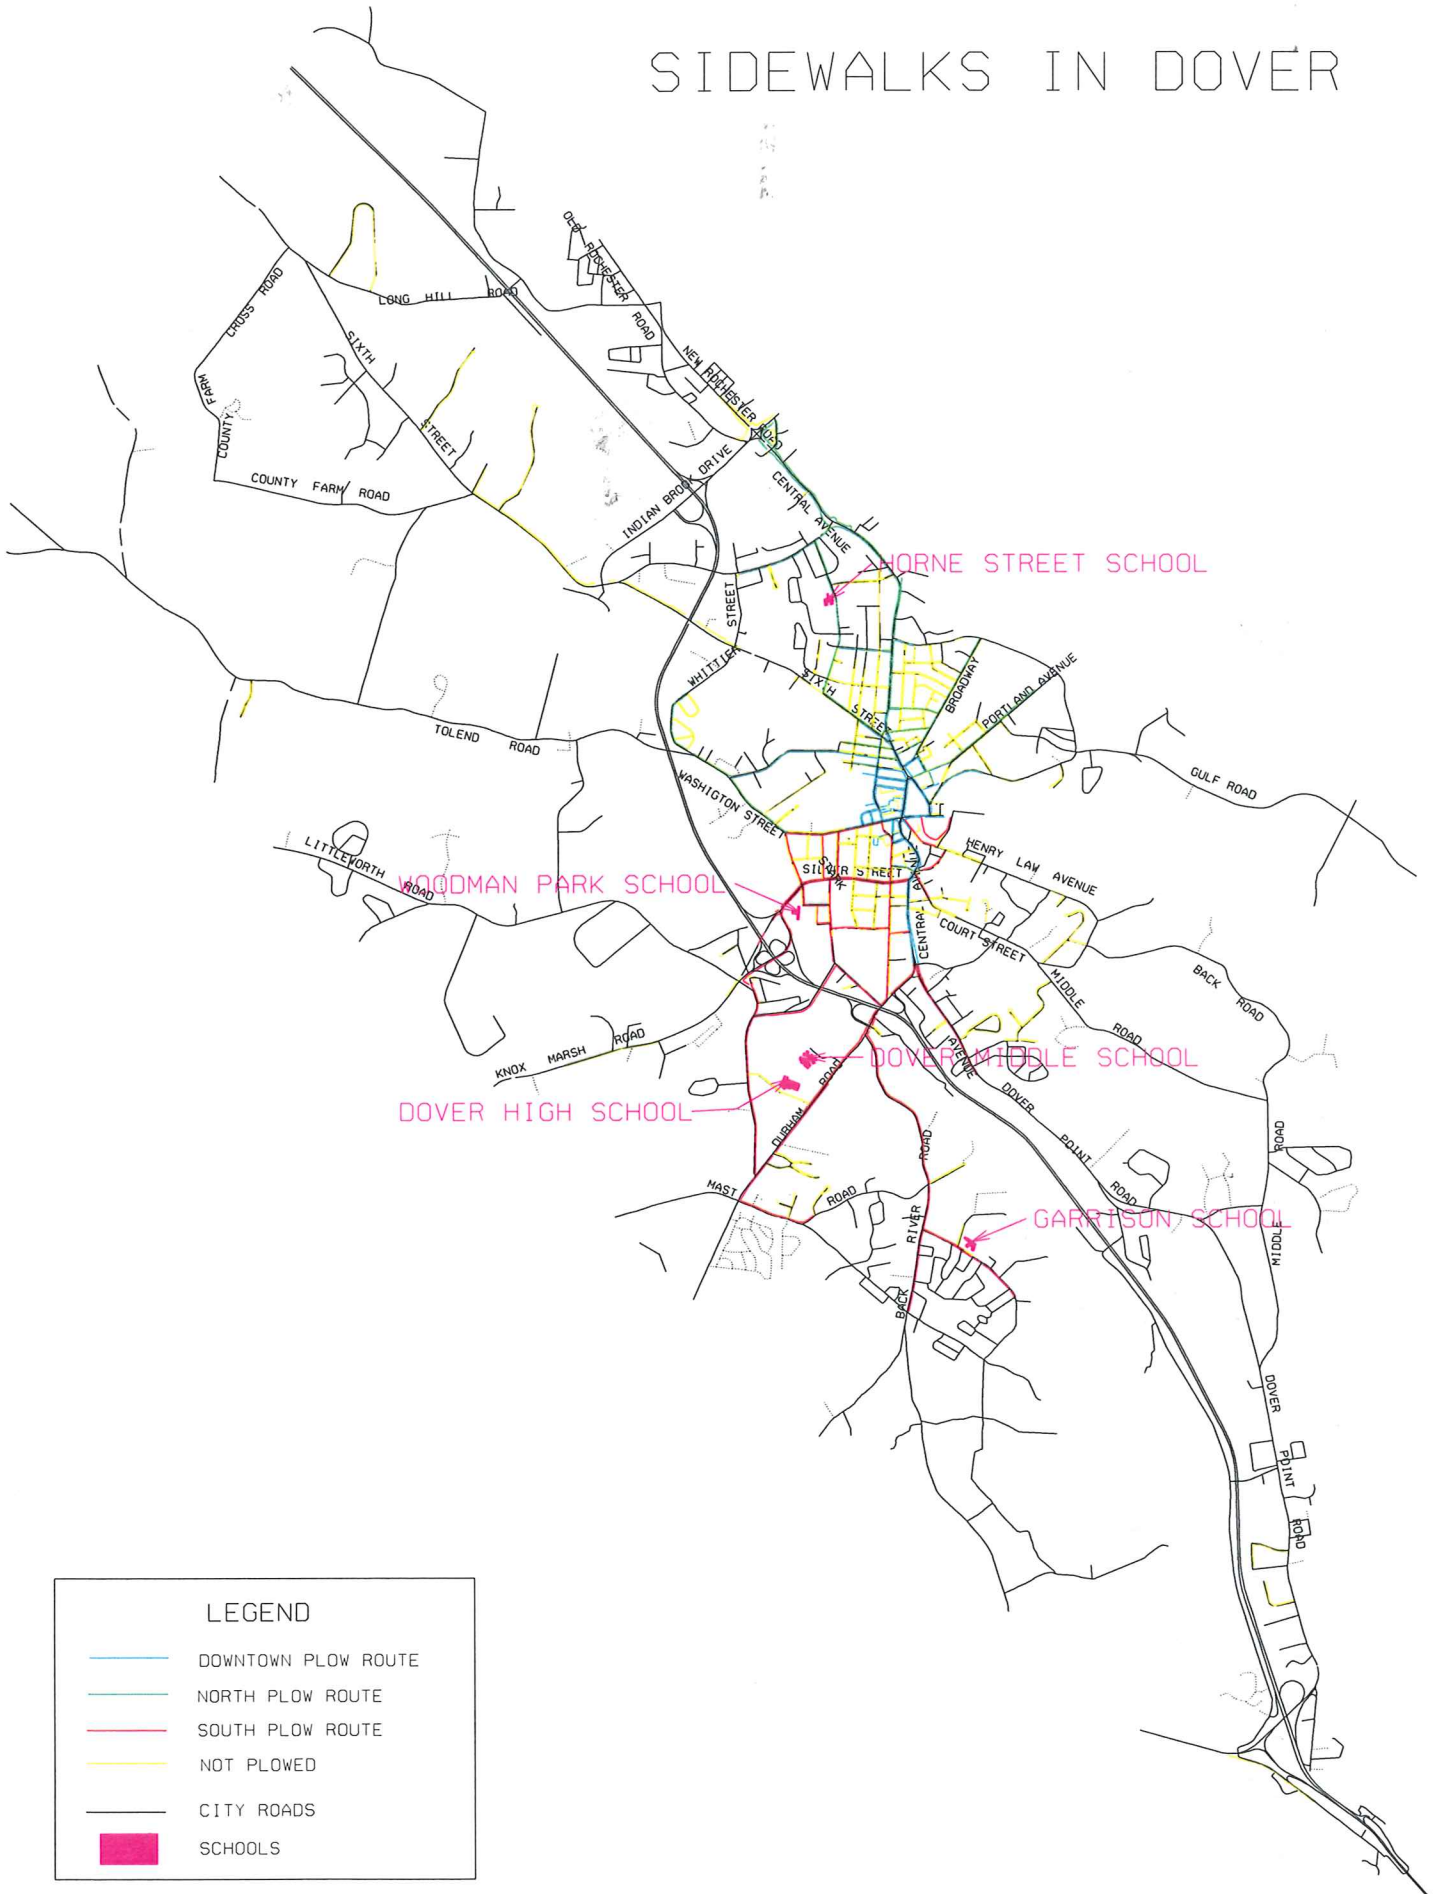 SIDEWALKS IN DOVER
OLD ROCHESTER ROAD
CROSS ROAD
LONG HILL ROAD
SIXTH STREET
NEW ROCHESTER ROAD
COUNTY FARM
COUNTY FARM ROAD
INDIAN BROOK DRIVE
CENTRAL AVENUE
HORNE STREET SCHOOL
STREET
WHITTIER
SIXTH STREET
BROADWAY
PORTLAND AVENUE
TOLEND ROAD
GULF ROAD
WASHIGTON STREET
LITTLEWORTH ROAD
HENRY LAW AVENUE
SILVER STREET
STARK
WOODMAN PARK SCHOOL
CENTRAL AVENUE
COURT STREET
BACK ROAD
MIDDLE ROAD
KNOX MARSH ROAD
AVENUE
DOVER MIDDLE SCHOOL
DOVER HIGH SCHOOL
DURHAM ROAD
DOVER POINT ROAD
ROAD
MAST ROAD
BACK RIVER ROAD
GARRISON SCHOOL
MIDDLE
DOVER POINT ROAD
LEGEND
DOWNTOWN PLOW ROUTE
NORTH PLOW ROUTE
SOUTH PLOW ROUTE
NOT PLOWED
CITY ROADS
SCHOOLS